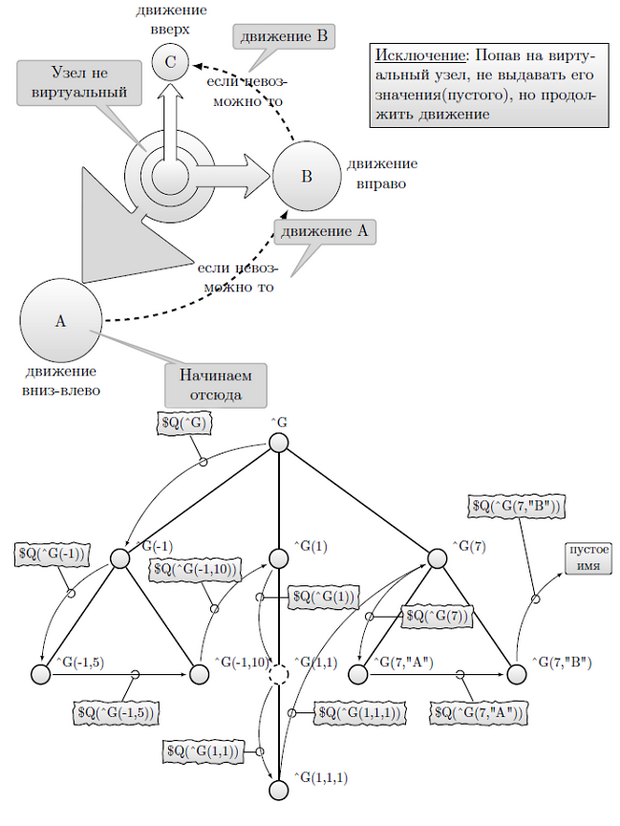 движение
вверх
движение B
C
Исключение: Попав на вирту-
альный узел, не выдавать его
значения(пустого), но продол-
жить движение
Узел не
виртуальный
если невоз-
можно то
B
движение
вправо
движение A
если невоз-
можно то
A
движение
вниз-влево
Начинаем
отсюда
$Q(^G)
^G
$Q(^G(7,"B"))
$Q(^G(-1))
^G(-1)
$Q(^G(-1,10))
^G(1)
^G(7)
пустое
имя
$Q(^G(1))
$Q(^G(7))
^G(-1,5)
^G(-1,10)
^G(1,1)
^G(7,"A")
^G(7,"B")
$Q(^G(-1,5))
$Q(^G(1,1,1))
$Q(^G(7,"A"))
$Q(^G(1,1))
^G(1,1,1)